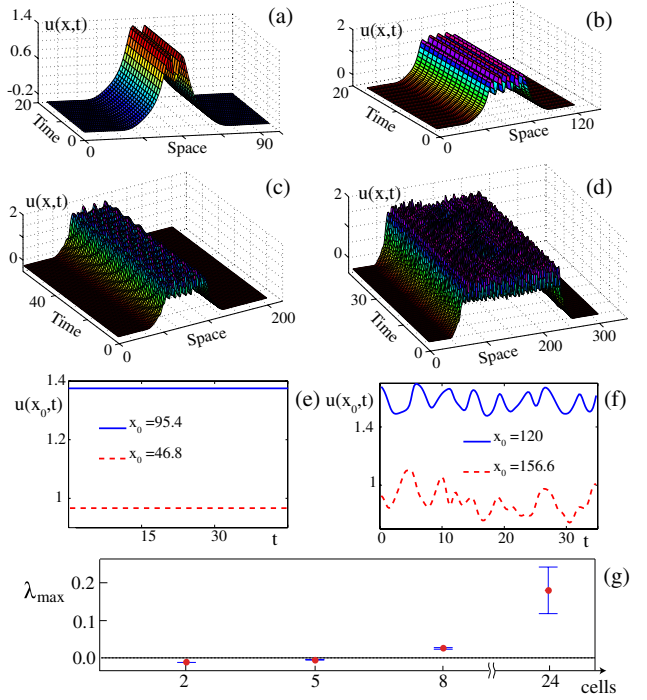 u(x,t)
(a)
1.4
0.6
-0.2
20
Time
0
0
Space
90
u(x,t)
(b)
2
0
20
Time
0
0
Space
120
u(x,t)
(c)
2
0
40
Time
0
0
Space
200
u(x,t)
(d)
2
0
30
Time
0
0
Space
200
300
1.4
u(x₀,t)
1.2
1
x₀ =95.4
x₀ =46.8
15
30
t
(e)
u(x₀,t)
1.4
1
x₀ =120
x₀ =156.6
0
10
20
30
t
(f)
λmax
0.2
0.1
0.0
2
5
8
24
cells
(g)